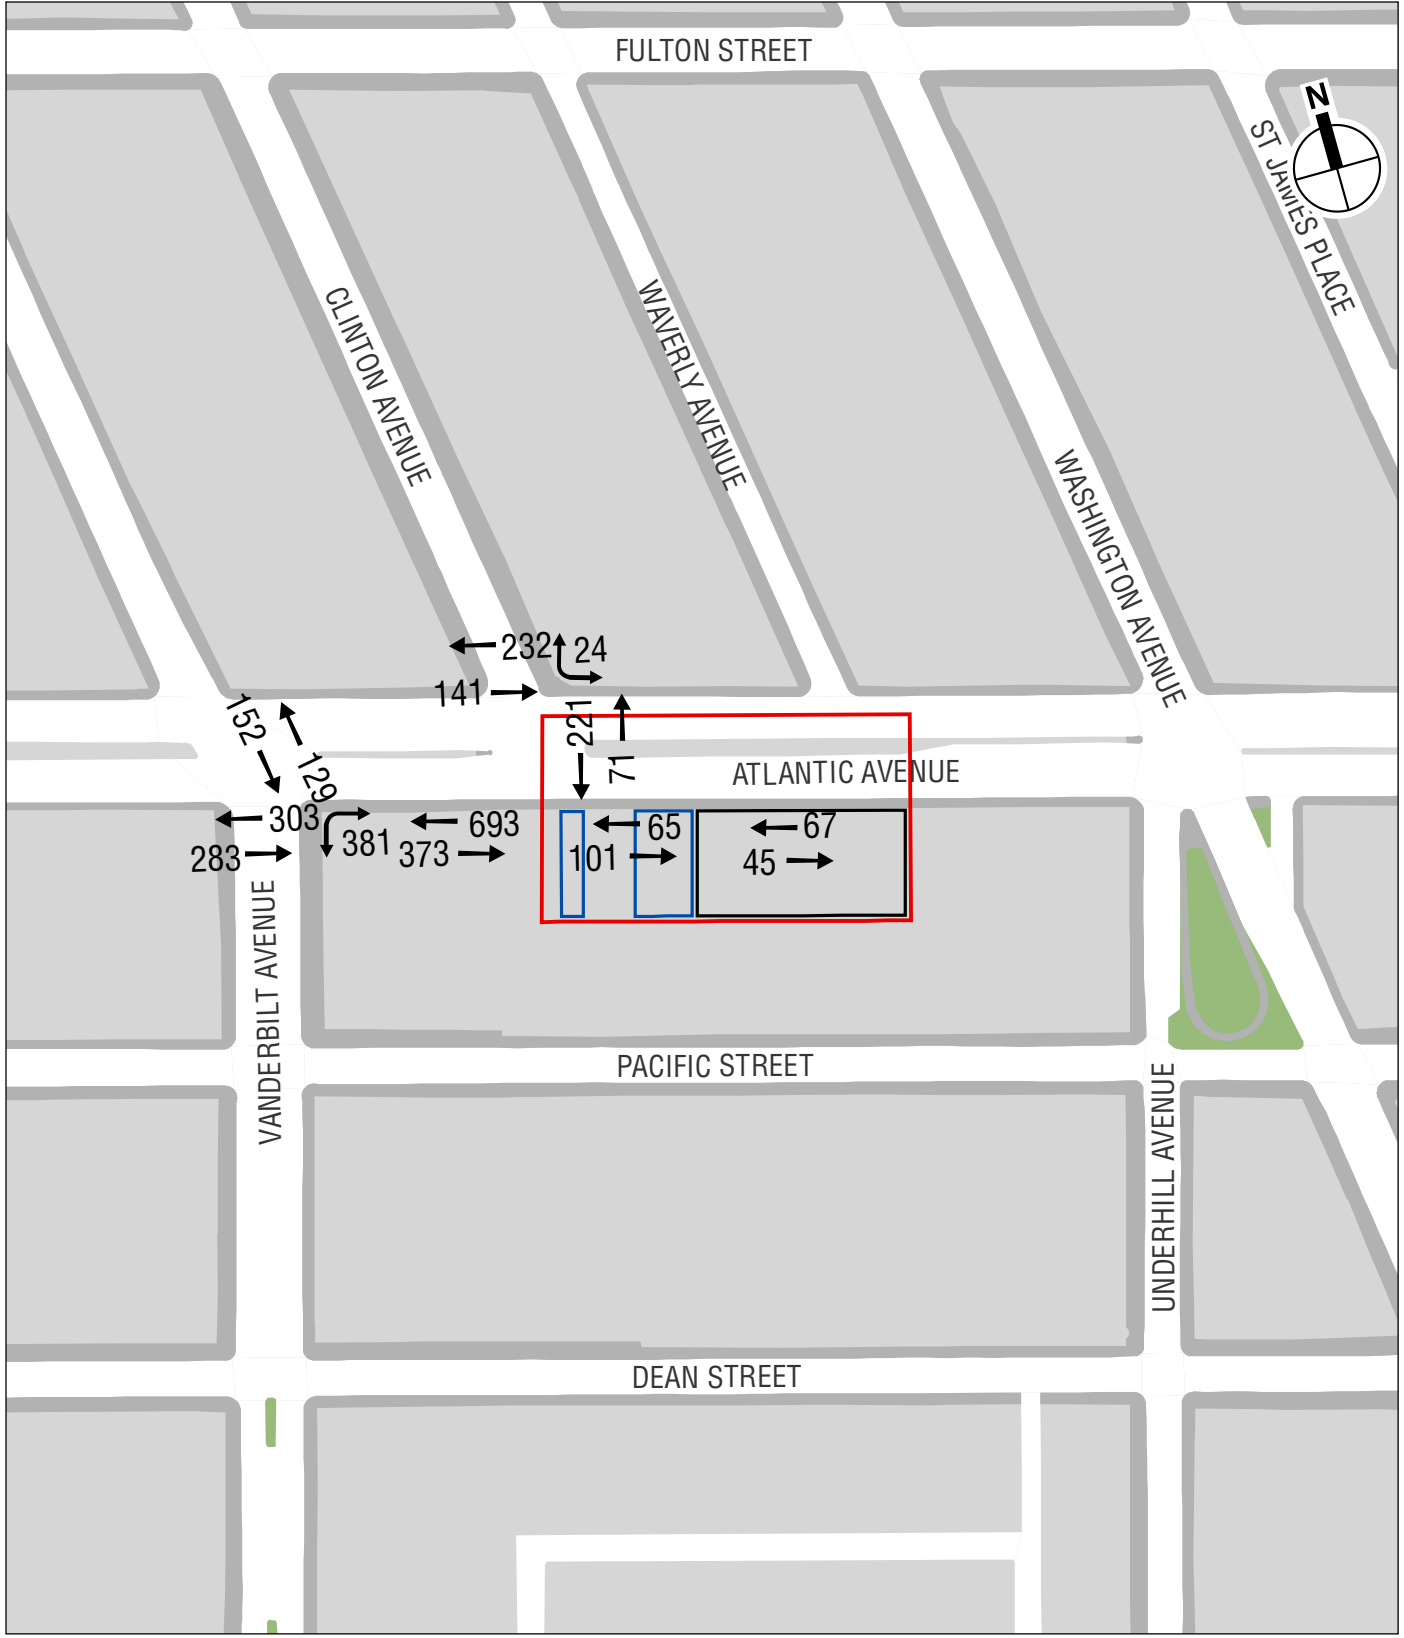 FULTON STREET
N
ST JAMES PLACE
CLINTON AVENUE
WAVERLY AVENUE
WASHINGTON AVENUE
232
24
141
221
71
152
129
ATLANTIC AVENUE
303
381
693
283
373
65
101
67
45
VANDERBILT AVENUE
PACIFIC STREET
UNDERHILL AVENUE
DEAN STREET